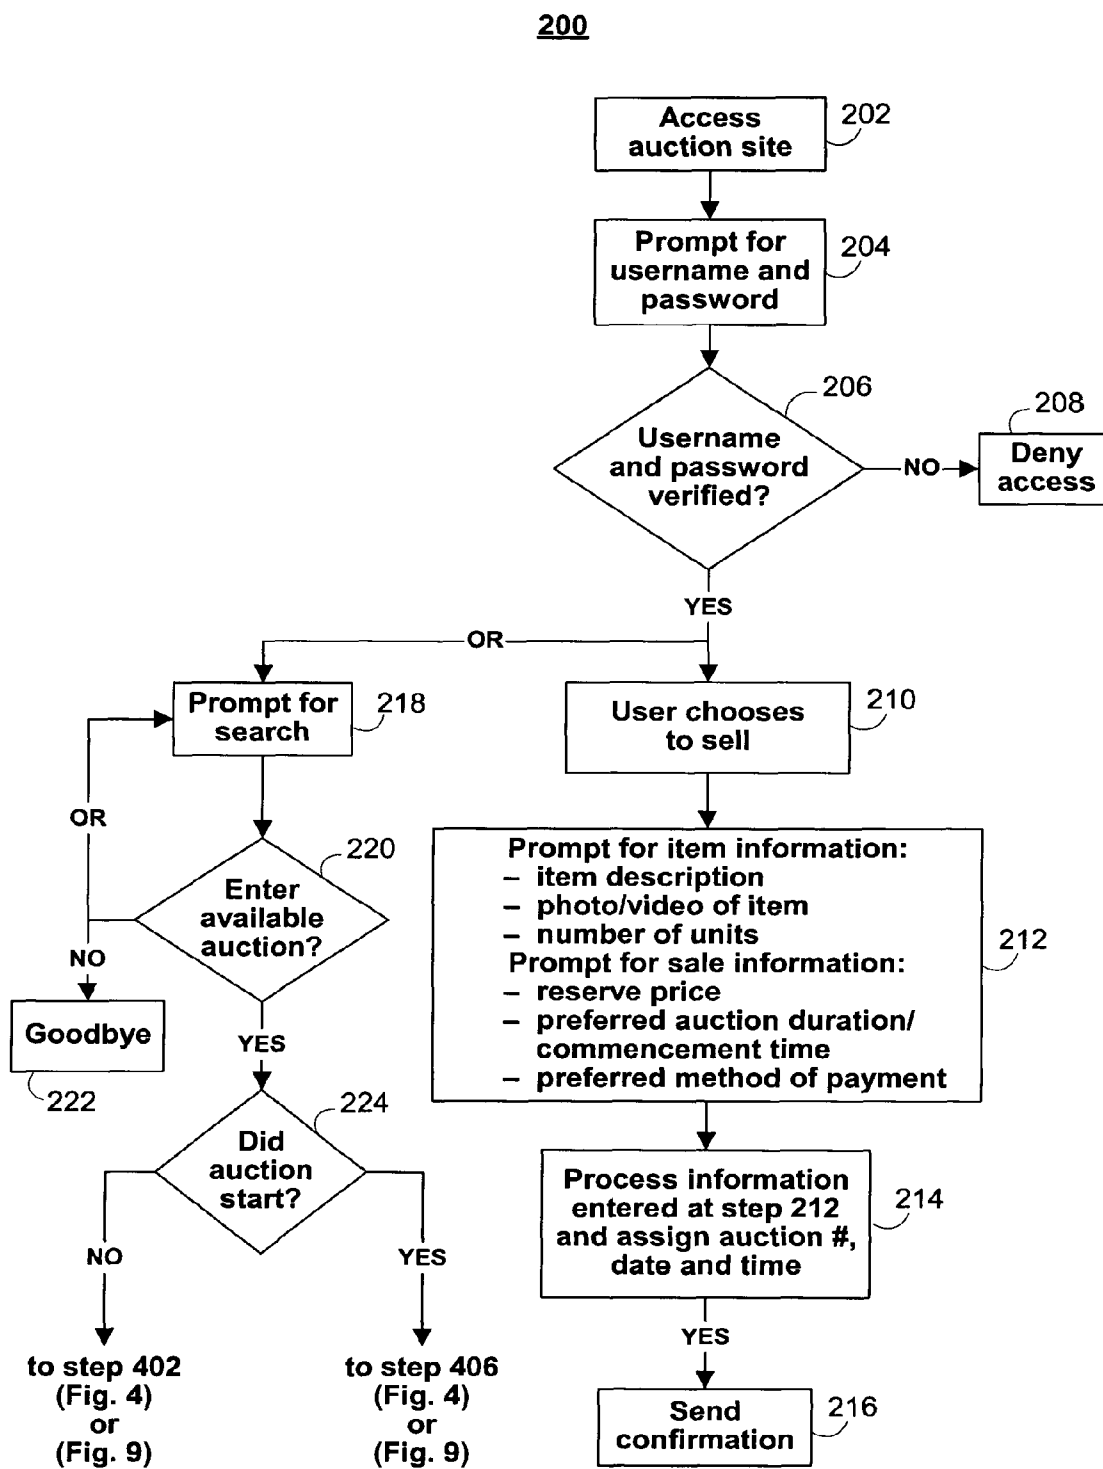 200
Access
auction site
202
Prompt for
username and
password
204
206
Username
and password
verified?
NO
208
Deny
access
YES
OR
Prompt for
search
218
User chooses
to sell
210
OR
220
Enter
available
auction?
NO
Goodbye
222
YES
Prompt for item information:
– item description
– photo/video of item
– number of units
Prompt for sale information:
– reserve price
– preferred auction duration/
commencement time
– preferred method of payment
212
224
Did
auction
start?
NO
YES
to step 402
(Fig. 4)
or
(Fig. 9)
to step 406
(Fig. 4)
or
(Fig. 9)
Process information
entered at step 212
and assign auction #,
date and time
214
YES
Send
confirmation
216